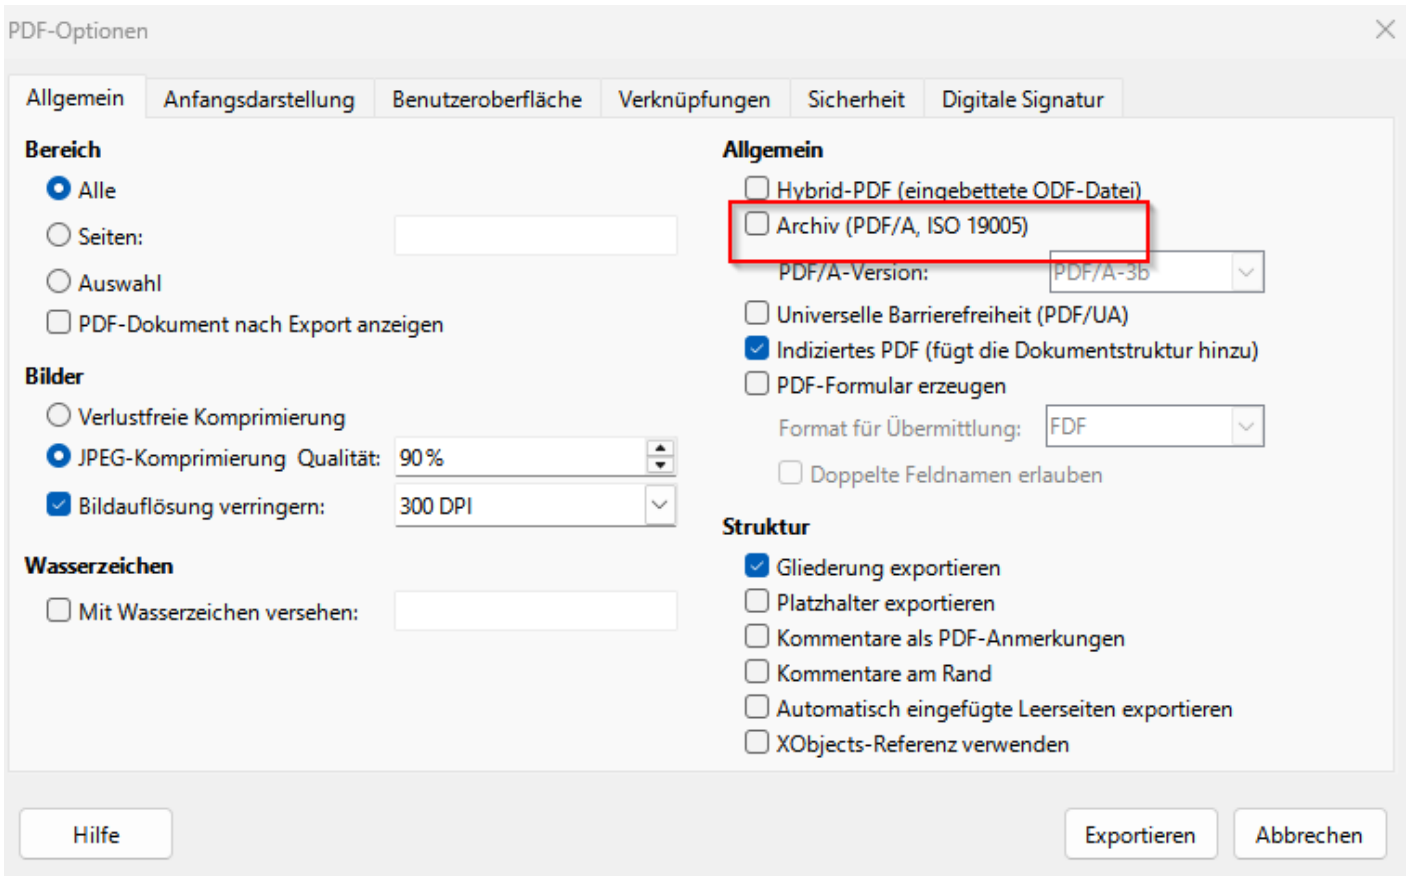 PDF-Optionen
Allgemein Anfangsdarstellung Benutzeroberfläche Verknüpfungen Sicherheit Digitale Signatur
Bereich
Alle
Seiten:
Auswahl
PDF-Dokument nach Export anzeigen
Bilder
Verlustfreie Komprimierung
JPEG-Komprimierung Qualität: 90 %
Bildauflösung verringern: 300 DPI
Wasserzeichen
Mit Wasserzeichen versehen:
Allgemein
Hybrid-PDF (eingebettete ODF-Datei)
Archiv (PDF/A, ISO 19005)
PDF/A-Version: PDF/A-3b
Universelle Barrierefreiheit (PDF/UA)
Indiziertes PDF (fügt die Dokumentstruktur hinzu)
PDF-Formular erzeugen
Format für Übermittlung: FDF
Doppelte Feldnamen erlauben
Struktur
Gliederung exportieren
Platzhalter exportieren
Kommentare als PDF-Anmerkungen
Kommentare am Rand
Automatisch eingefügte Leerseiten exportieren
XObjects-Referenz verwenden
Hilfe Exportieren Abbrechen